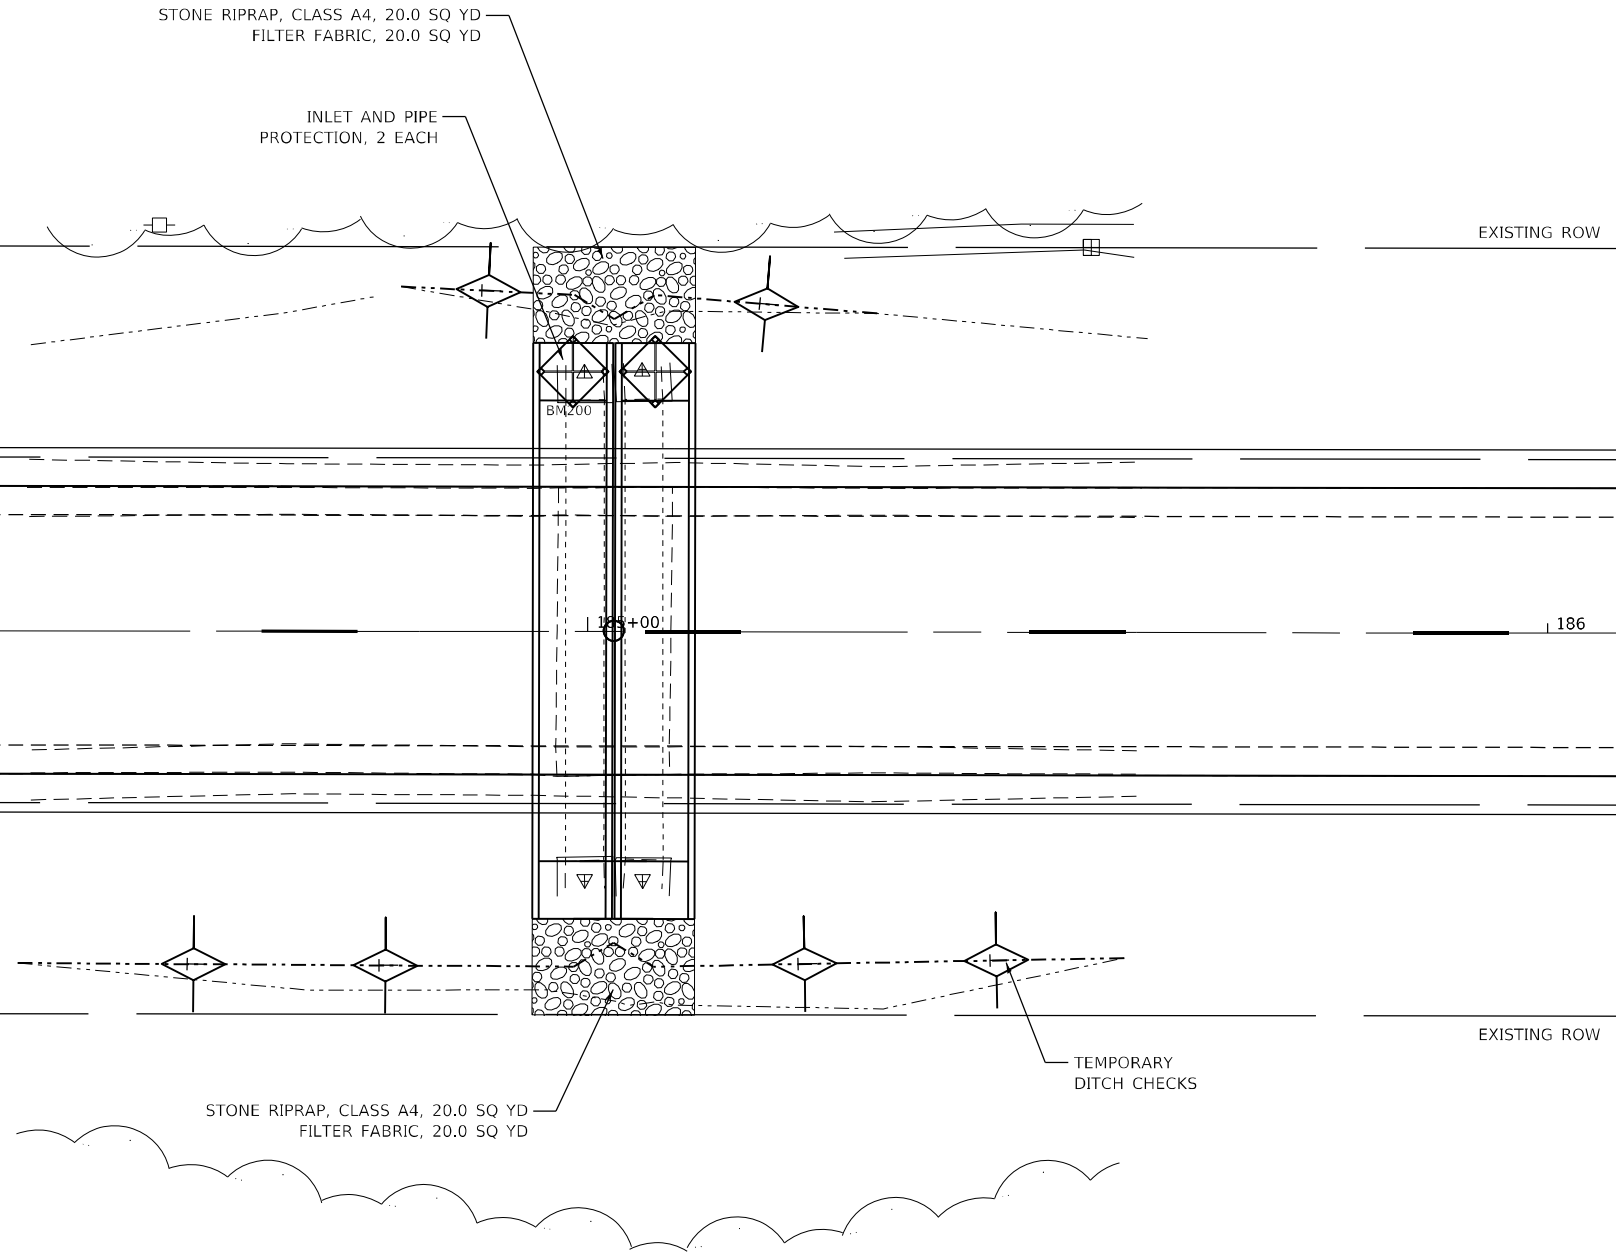 STONE RIPRAP, CLASS A4, 20.0 SQ YD
FILTER FABRIC, 20.0 SQ YD
INLET AND PIPE
PROTECTION, 2 EACH
EXISTING ROW
BM200
185+00
186
EXISTING ROW
TEMPORARY
DITCH CHECKS
STONE RIPRAP, CLASS A4, 20.0 SQ YD
FILTER FABRIC, 20.0 SQ YD